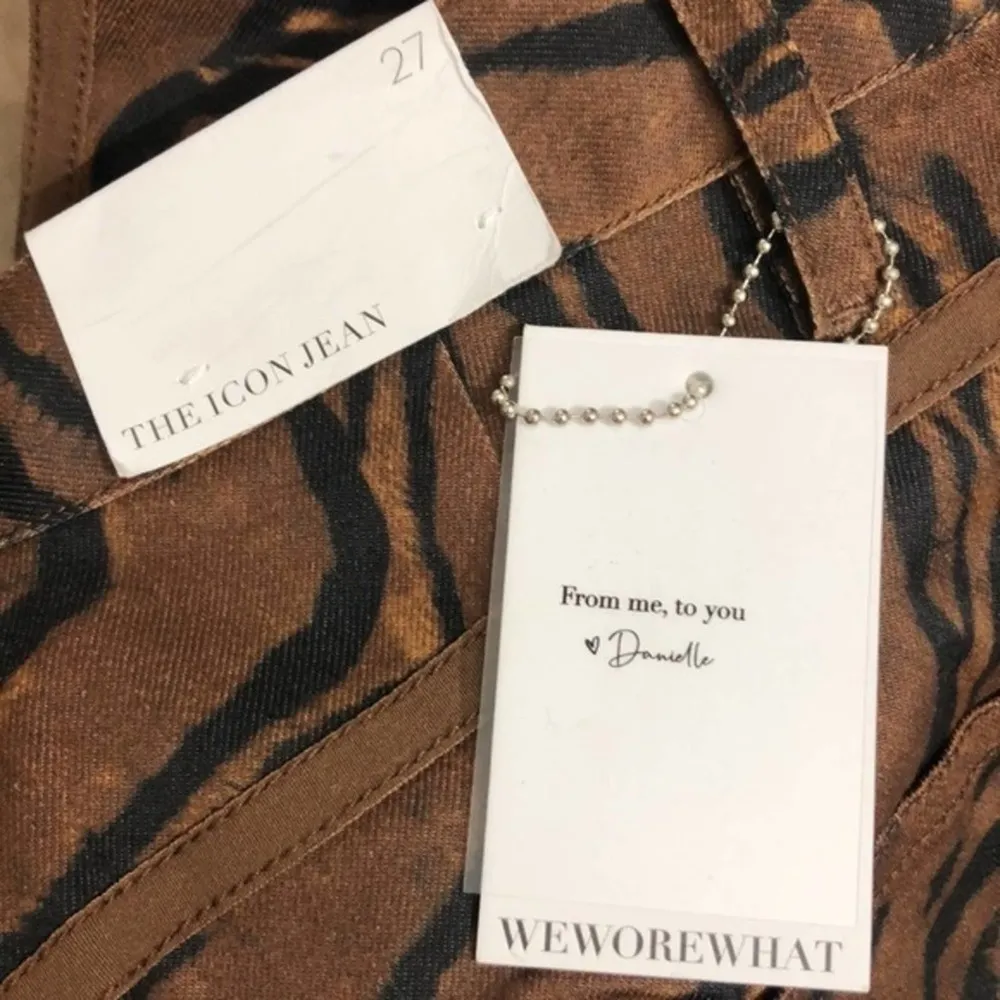 27
THE ICON JEAN
From me, to you
♡ Danielle
WEWOREWHAT